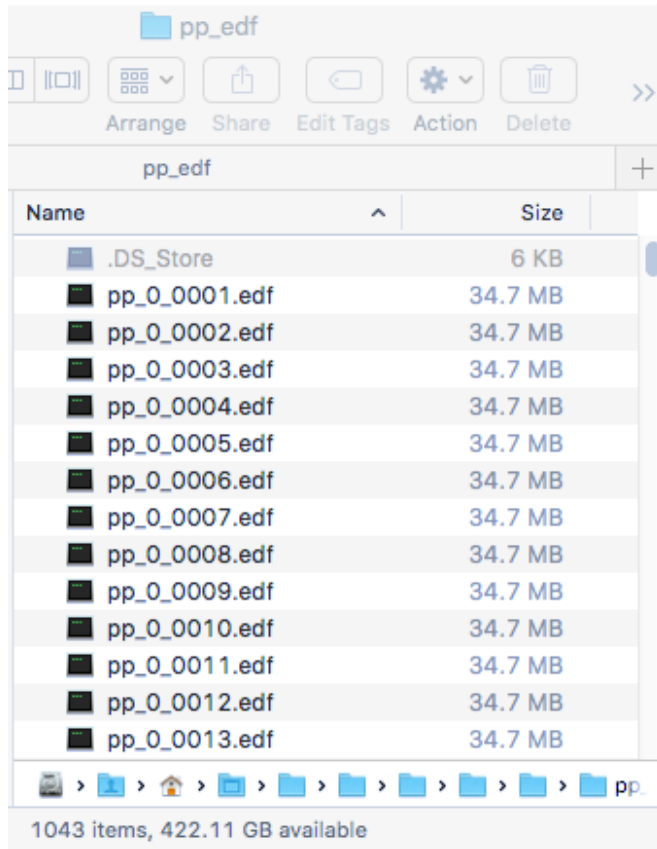 pp_edf
Arrange Share Edit Tags Action Delete
pp_edf
Name Size
.DS_Store 6 KB
pp_0_0001.edf 34.7 MB
pp_0_0002.edf 34.7 MB
pp_0_0003.edf 34.7 MB
pp_0_0004.edf 34.7 MB
pp_0_0005.edf 34.7 MB
pp_0_0006.edf 34.7 MB
pp_0_0007.edf 34.7 MB
pp_0_0008.edf 34.7 MB
pp_0_0009.edf 34.7 MB
pp_0_0010.edf 34.7 MB
pp_0_0011.edf 34.7 MB
pp_0_0012.edf 34.7 MB
pp_0_0013.edf 34.7 MB
pp_
1043 items, 422.11 GB available